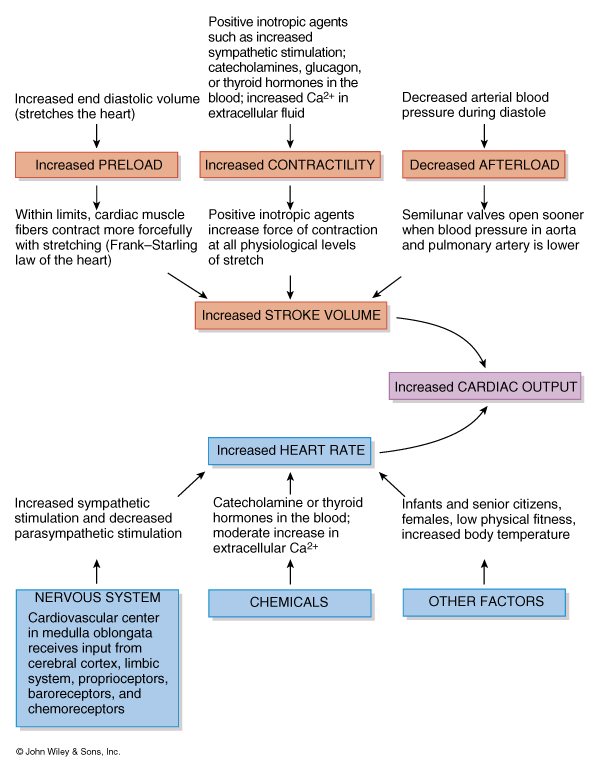 Positive inotropic agents
such as increased
sympathetic stimulation;
catecholamines, glucagon,
or thyroid hormones in the
blood; increased Ca2+ in
extracellular fluid
Increased end diastolic volume
(stretches the heart)
Decreased arterial blood
pressure during diastole
Increased PRELOAD
Increased CONTRACTILITY
Decreased AFTERLOAD
Within limits, cardiac muscle
fibers contract more forcefully
with stretching (Frank–Starling
law of the heart)
Positive inotropic agents
increase force of contraction
at all physiological levels
of stretch
Semilunar valves open sooner
when blood pressure in aorta
and pulmonary artery is lower
Increased STROKE VOLUME
Increased CARDIAC OUTPUT
Increased HEART RATE
Increased sympathetic
stimulation and decreased
parasympathetic stimulation
Catecholamine or thyroid
hormones in the blood;
moderate increase in
extracellular Ca2+
Infants and senior citizens,
females, low physical fitness,
increased body temperature
NERVOUS SYSTEM
Cardiovascular center
in medulla oblongata
receives input from
cerebral cortex, limbic
system, proprioceptors,
baroreceptors, and
chemoreceptors
CHEMICALS
OTHER FACTORS
© John Wiley & Sons, Inc.